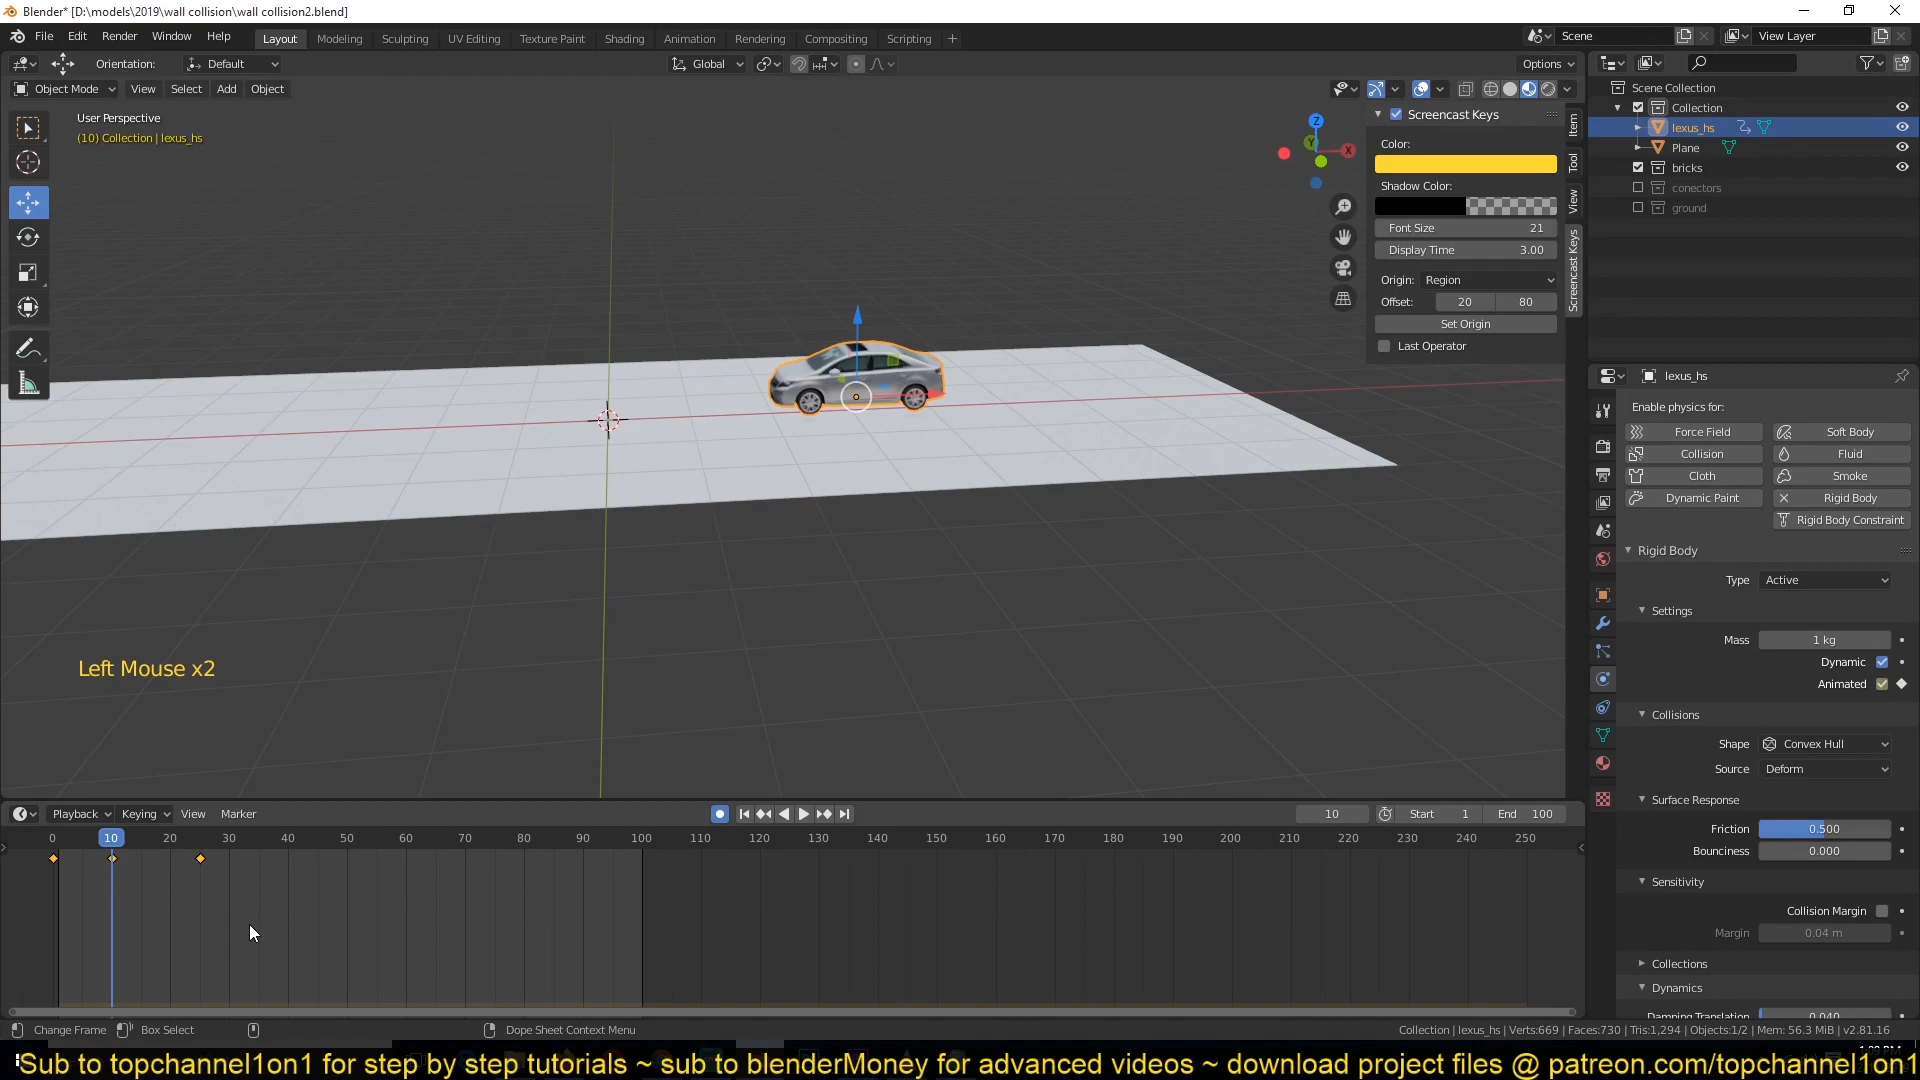 Blender* [D:\models\2019\wall collision\wall collision2.blend]
File Edit Render Window Help Layout Modeling Sculpting UV Editing Texture Paint Shading Animation Rendering Compositing Scripting + Scene View Layer
Orientation: Default Global Options
Object Mode View Select Add Object
User Perspective
(10) Collection | lexus_hs
Z
Y
X
Screencast Keys
Color:
Shadow Color:
Font Size 21
Display Time 3.00
Origin: Region
Offset: 20 80
Set Origin
Last Operator
Item
Tool
View
Screencast Keys
Scene Collection
Collection
lexus_hs
Plane
bricks
conectors
ground
lexus_hs
Enable physics for:
Force Field Soft Body
Collision Fluid
Cloth Smoke
Dynamic Paint Rigid Body
Rigid Body Constraint
Rigid Body
Type Active
Settings
Mass 1 kg
Dynamic
Animated
Collisions
Shape Convex Hull
Source Deform
Surface Response
Friction 0.500
Bounciness 0.000
Sensitivity
Collision Margin
Margin 0.04 m
Collections
Dynamics
Damping Translation 0.040
Left Mouse x2
Playback Keying View Marker 10 Start 1 End 100
0 10 20 30 40 50 60 70 80 90 100 110 120 130 140 150 160 170 180 190 200 210 220 230 240 250
Change Frame Box Select Dope Sheet Context Menu Collection | lexus_hs | Verts:669 | Faces:730 | Tris:1,294 | Objects:1/2 | Mem: 56.3 MiB | v2.81.16
Sub to topchannel1on1 for step by step tutorials ~ sub to blenderMoney for advanced videos ~ download project files @ patreon.com/topchannel1on1